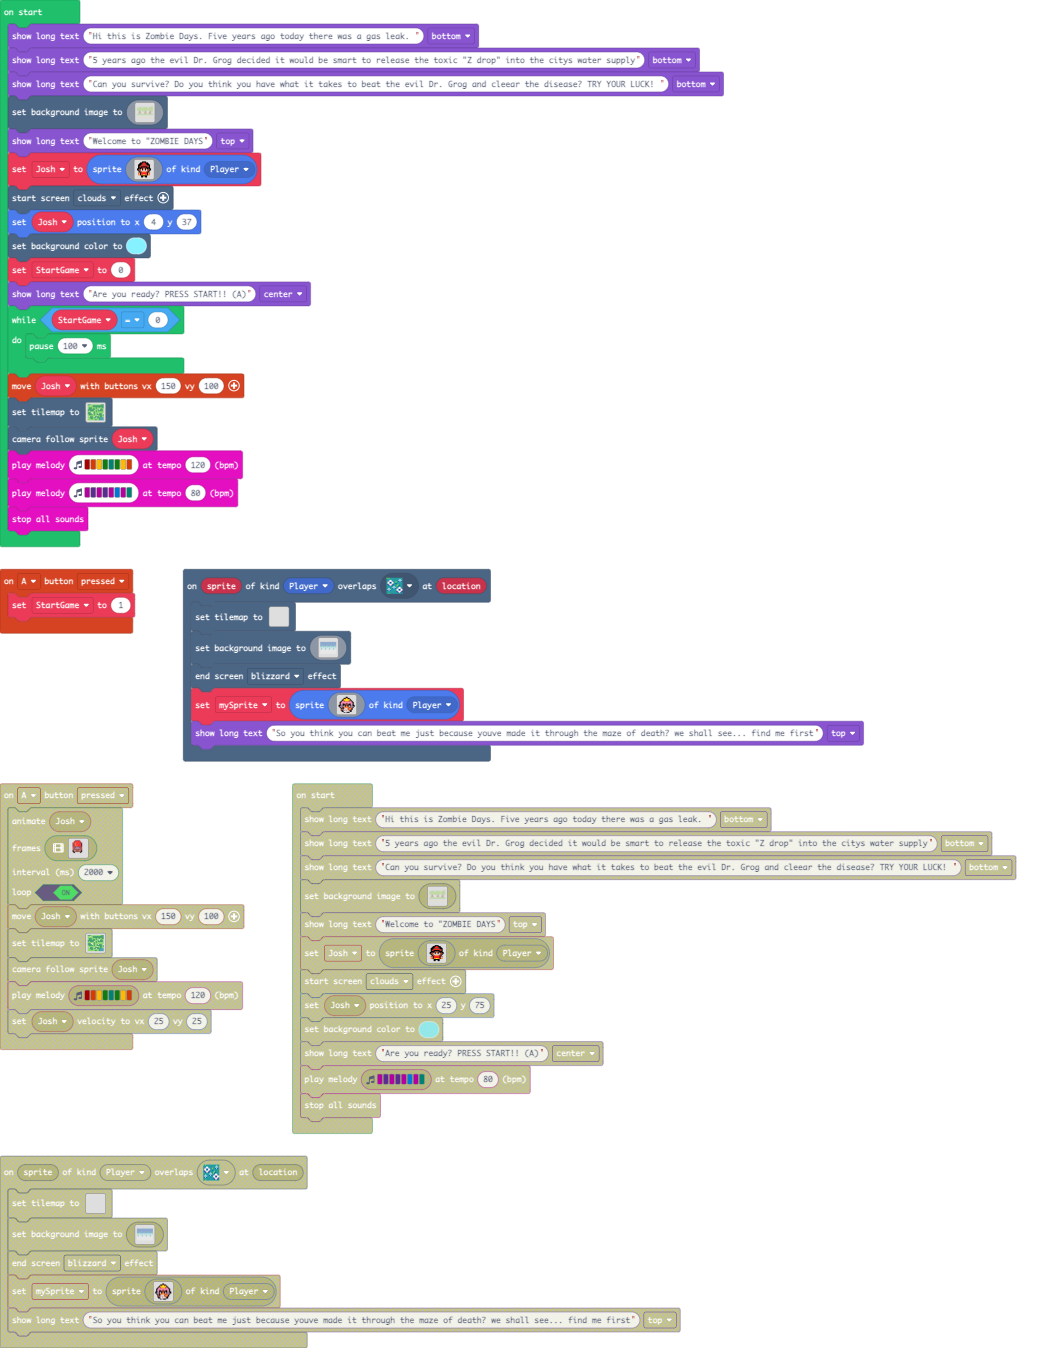 on start
show long text "Hi this is Zombie Days. Five years ago today there was a gas leak. " bottom
show long text "5 years ago the evil Dr. Grog decided it would be smart to release the toxic "Z drop" into the citys water supply" bottom
show long text "Can you survive? Do you think you have what it takes to beat the evil Dr. Grog and cleear the disease? TRY YOUR LUCK! " bottom
set background image to
show long text "Welcome to "ZOMBIE DAYS" top
set Josh to sprite of kind Player
start screen clouds effect
set Josh position to x 4 y 37
set background color to
set StartGame to 0
show long text "Are you ready? PRESS START!! (A)" center
while StartGame = 0
do
pause 100 ms
move Josh with buttons vx 150 vy 100
set tilemap to
camera follow sprite Josh
play melody at tempo 120 (bpm)
play melody at tempo 80 (bpm)
stop all sounds
on A button pressed
set StartGame to 1
on sprite of kind Player overlaps at location
set tilemap to
set background image to
end screen blizzard effect
set mySprite to sprite of kind Player
show long text "So you think you can beat me just because youve made it through the maze of death? we shall see... find me first" top
on A button pressed
animate Josh
frames
interval (ms) 2000
loop ON
move Josh with buttons vx 150 vy 100
set tilemap to
camera follow sprite Josh
play melody at tempo 120 (bpm)
set Josh velocity to vx 25 vy 25
on start
show long text "Hi this is Zombie Days. Five years ago today there was a gas leak. " bottom
show long text "5 years ago the evil Dr. Grog decided it would be smart to release the toxic "Z drop" into the citys water supply" bottom
show long text "Can you survive? Do you think you have what it takes to beat the evil Dr. Grog and cleear the disease? TRY YOUR LUCK! " bottom
set background image to
show long text "Welcome to "ZOMBIE DAYS" top
set Josh to sprite of kind Player
start screen clouds effect
set Josh position to x 25 y 75
set background color to
show long text "Are you ready? PRESS START!! (A)" center
play melody at tempo 80 (bpm)
stop all sounds
on sprite of kind Player overlaps at location
set tilemap to
set background image to
end screen blizzard effect
set mySprite to sprite of kind Player
show long text "So you think you can beat me just because youve made it through the maze of death? we shall see... find me first" top